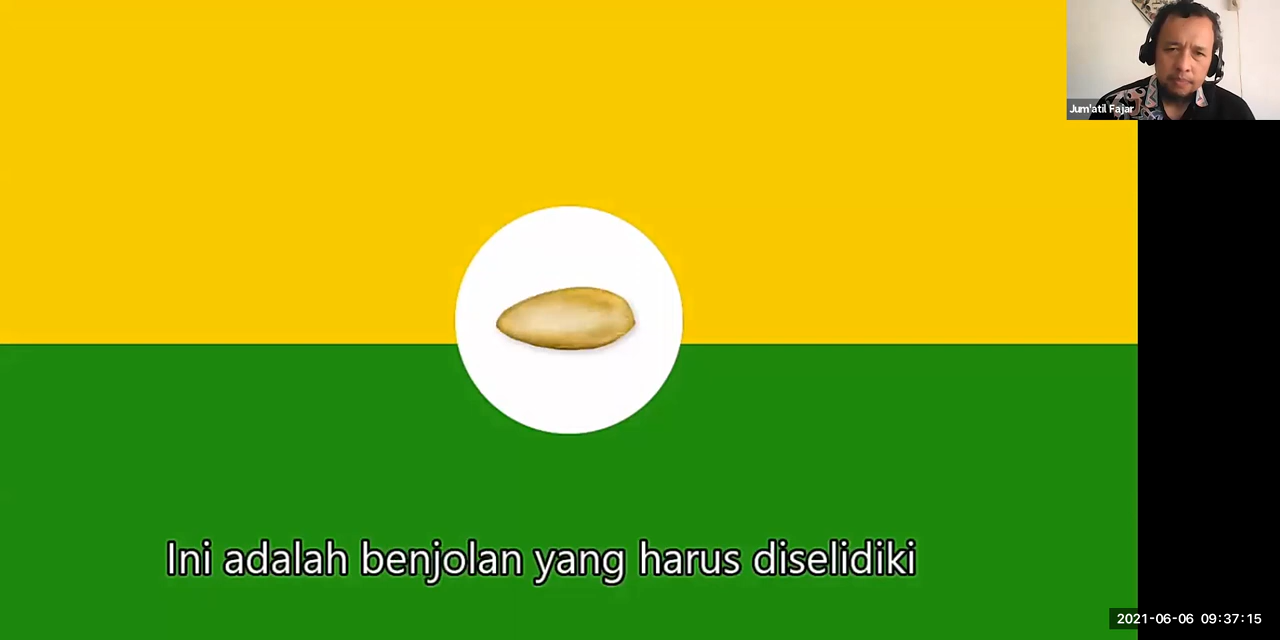 Jum'atil Fajar
Ini adalah benjolan yang harus diselidiki
2021-06-06 09:37:15